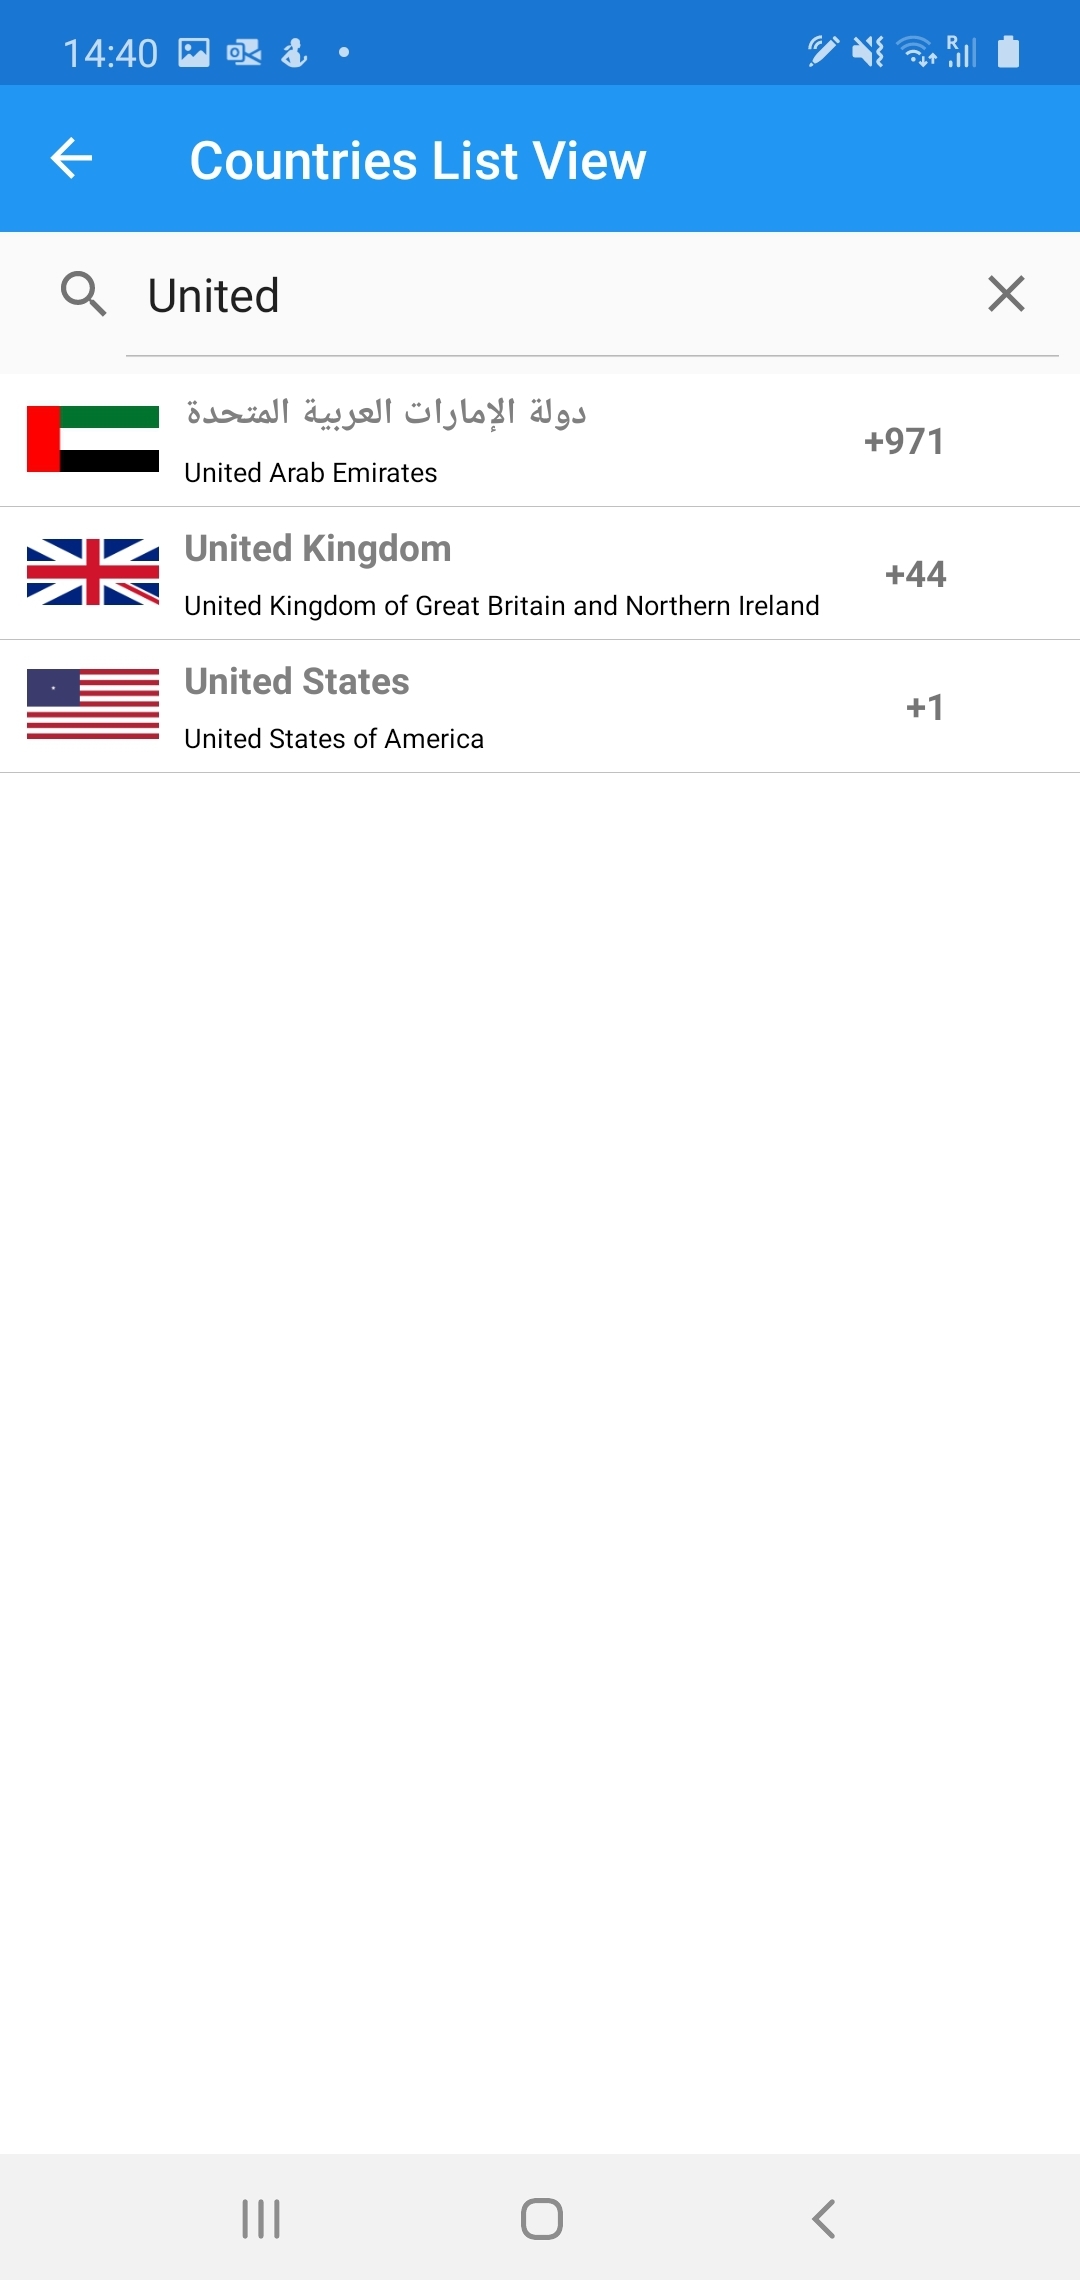 14:40
Countries List View
United
دولة الإمارات العربية المتحدة
United Arab Emirates
+971
United Kingdom
United Kingdom of Great Britain and Northern Ireland
+44
United States
United States of America
+1